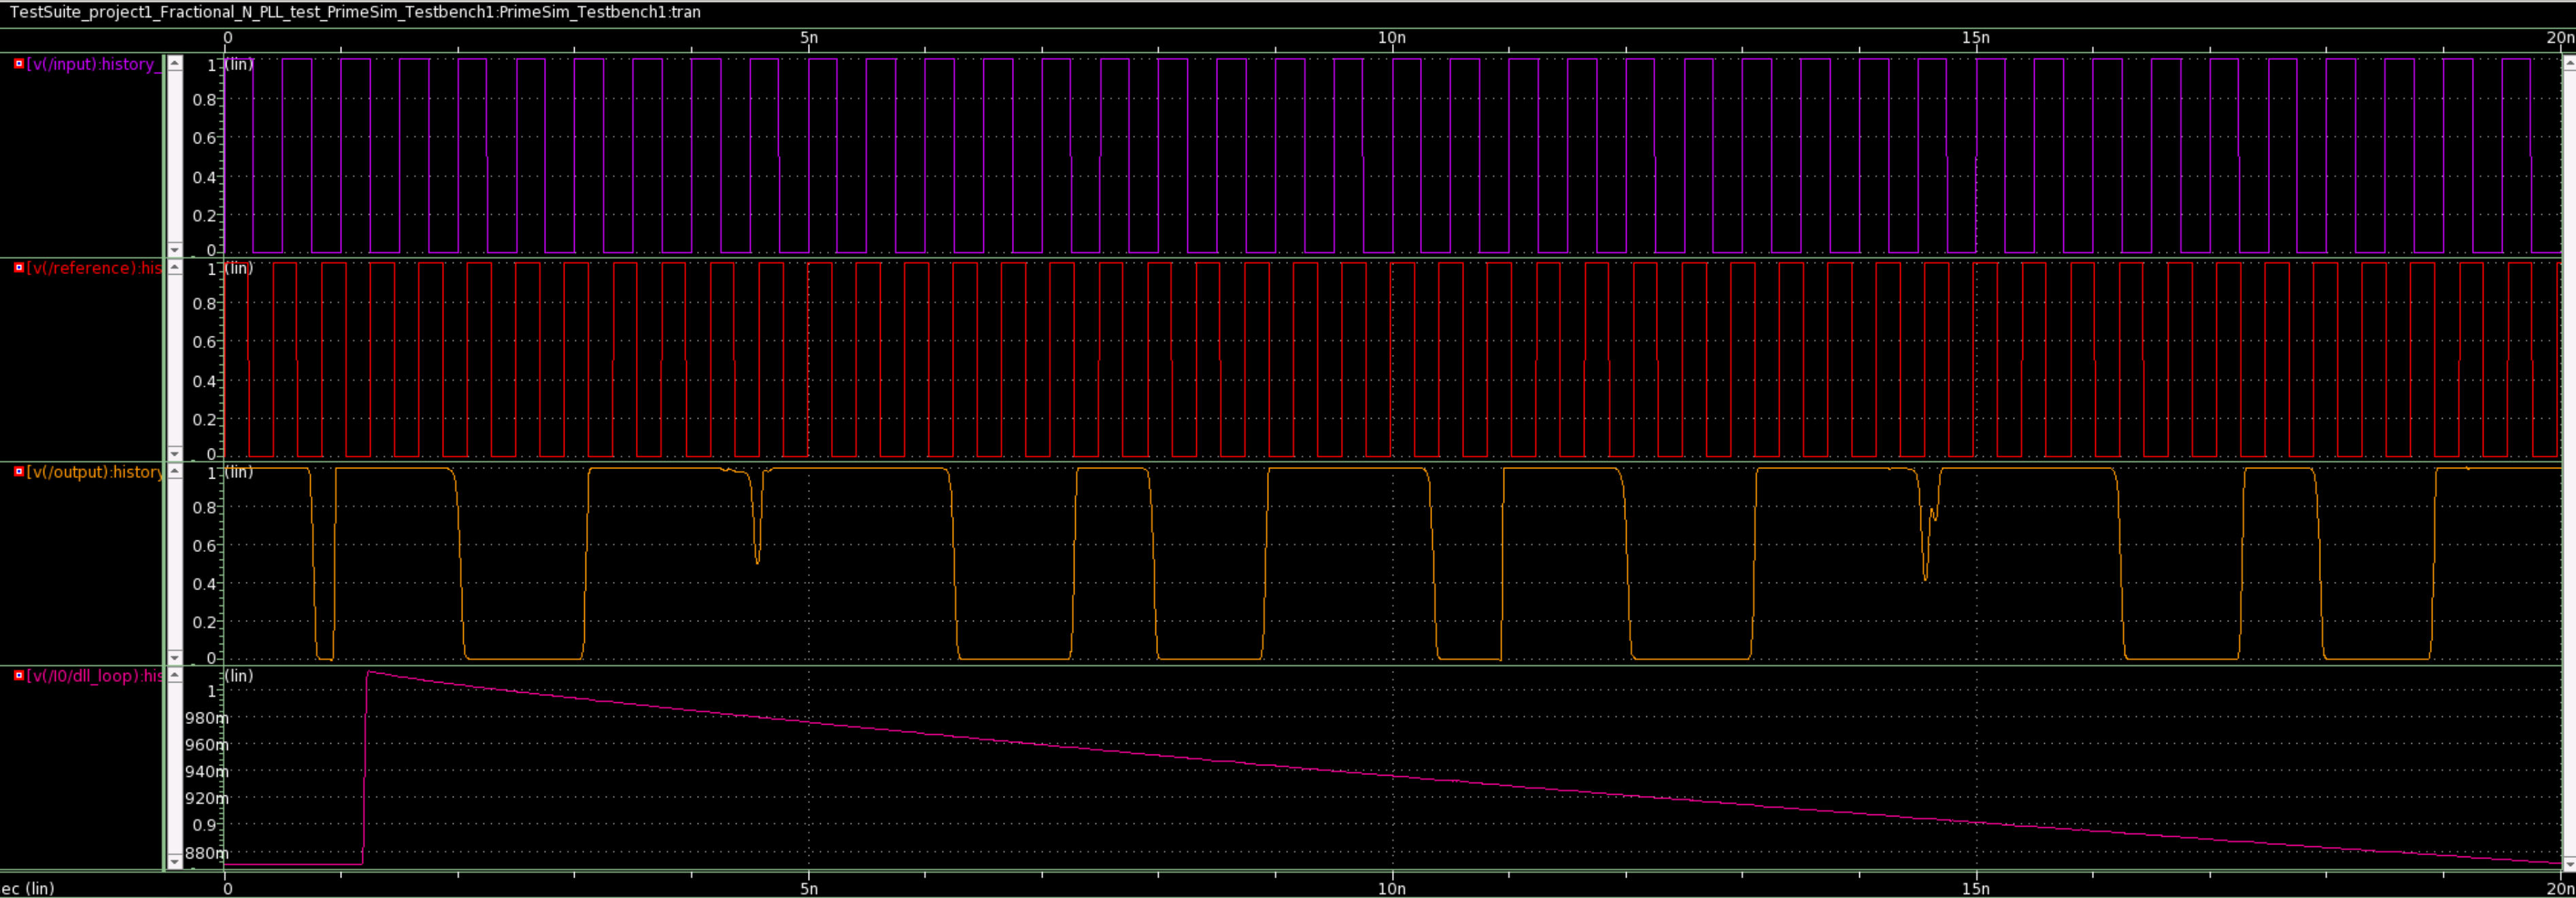 TestSuite_project1_Fractional_N_PLL_test_PrimeSim_Testbench1:PrimeSim_Testbench1:tran
0 5n 10n 15n 20n
[v(/input):history_ 1 (lin)
0.8
0.6
0.4
0.2
0
[v(/reference):his 1 (lin)
0.8
0.6
0.4
0.2
0
[v(/output):history 1 (lin)
0.8
0.6
0.4
0.2
0
[v(/I0/dll_loop):his (lin)
1
980m
960m
940m
920m
0.9
880m
ec (lin) 0 5n 10n 15n 20n